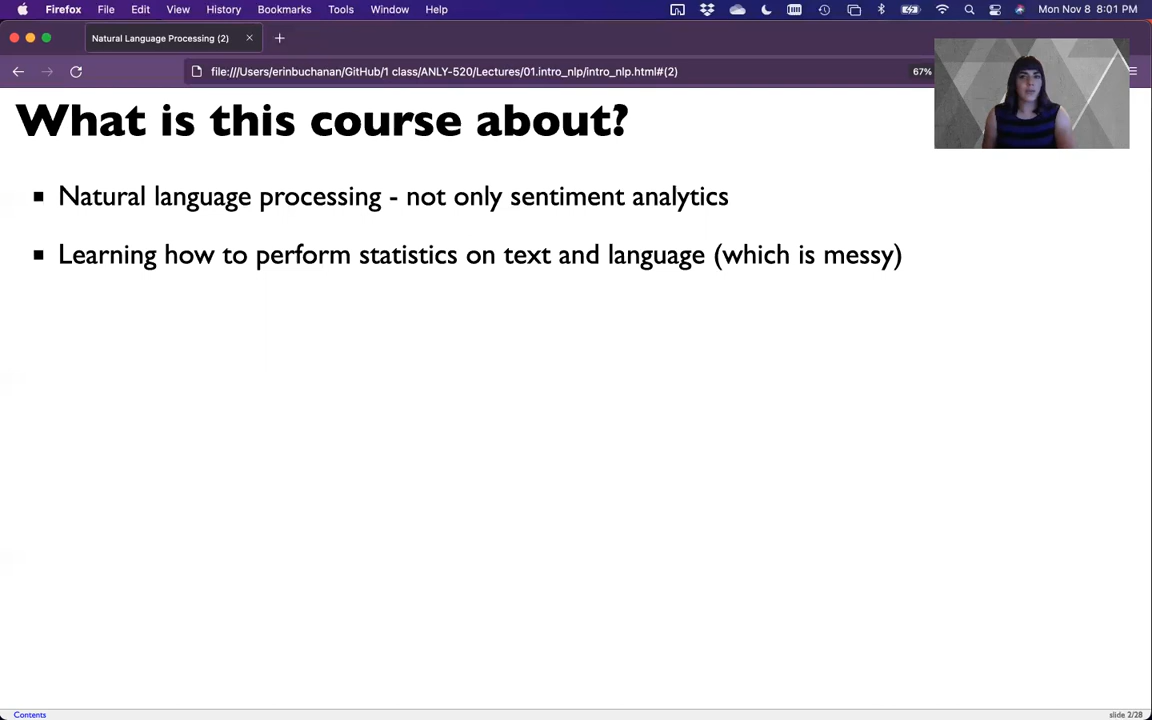 Firefox File Edit View History Bookmarks Tools Window Help Mon Nov 8 8:01 PM
Natural Language Processing (2)
file:///Users/erinbuchanan/GitHub/1 class/ANLY-520/Lectures/01.intro_nlp/intro_nlp.html#(2) 67%
What is this course about?
Natural language processing - not only sentiment analytics
Learning how to perform statistics on text and language (which is messy)
Contents slide 2/28